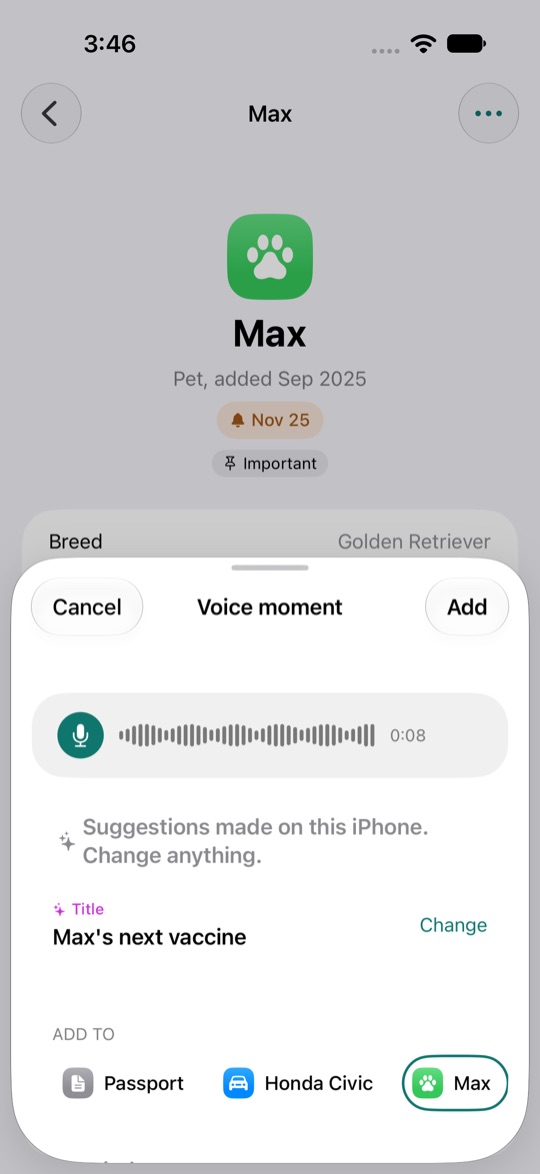 3:46
Max
Max
Pet, added Sep 2025
Nov 25
Important
Breed
Golden Retriever
Cancel
Voice moment
Add
0:08
Suggestions made on this iPhone.
Change anything.
Title
Max's next vaccine
Change
ADD TO
Passport
Honda Civic
Max